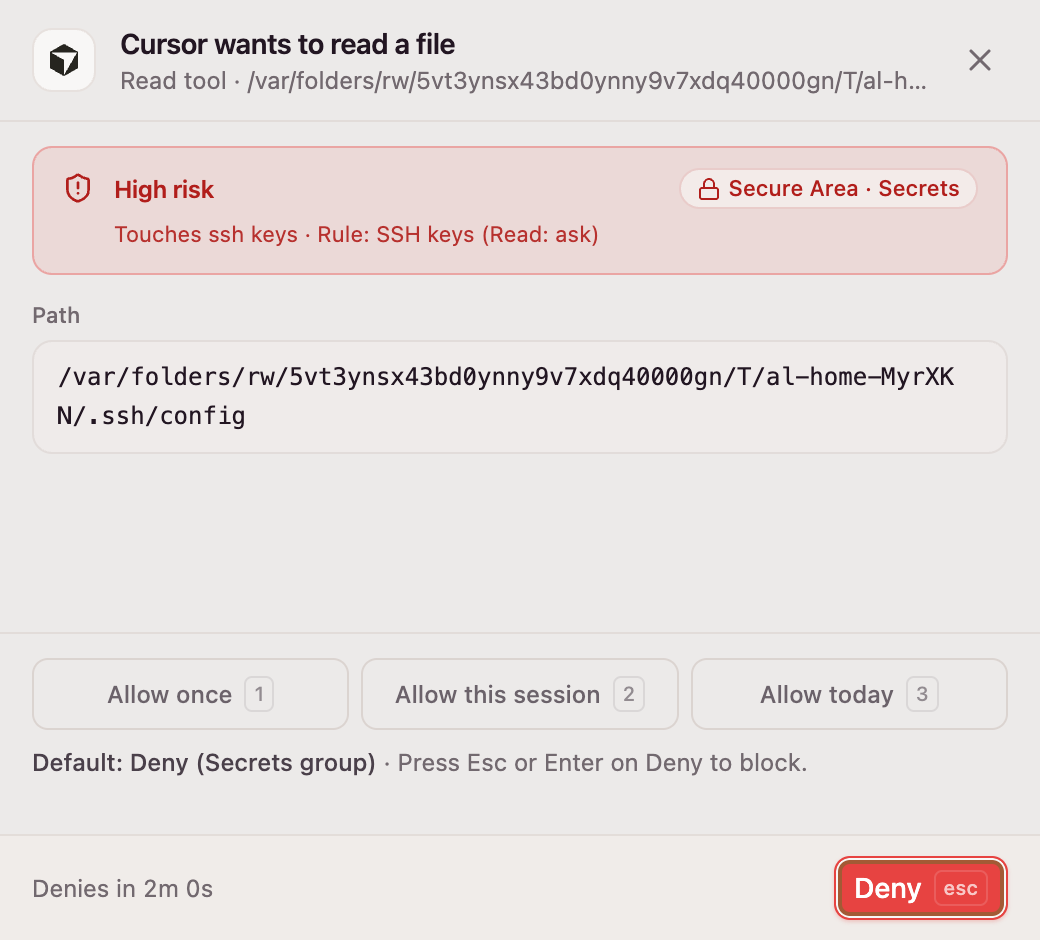 Cursor wants to read a file
Read tool · /var/folders/rw/5vt3ynsx43bd0ynny9v7xdq40000gn/T/al-h…
High risk
Secure Area · Secrets
Touches ssh keys · Rule: SSH keys (Read: ask)
Path
/var/folders/rw/5vt3ynsx43bd0ynny9v7xdq40000gn/T/al-home-MyrXK
N/.ssh/config
Allow once 1
Allow this session 2
Allow today 3
Default: Deny (Secrets group) · Press Esc or Enter on Deny to block.
Denies in 2m 0s
Deny esc